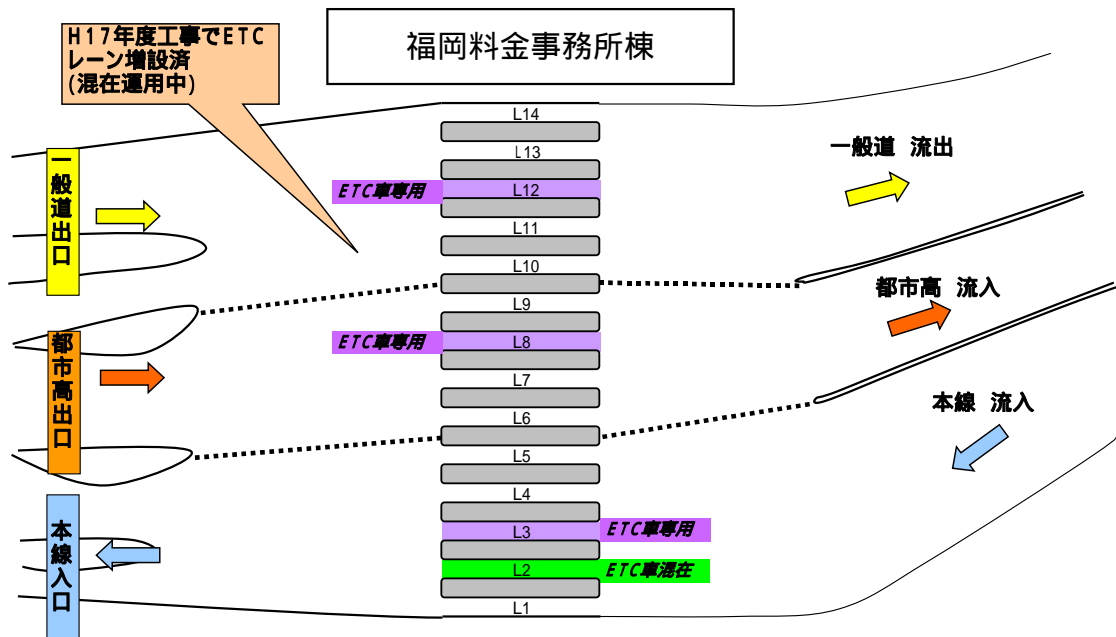 H17年度工事でETC
レーン増設済
(混在運用中)
福岡料金事務所棟
L14
L13
ETC車専用
L12
L11
L10
L9
ETC車専用
L8
L7
L6
L5
L4
L3
ETC車専用
L2
ETC車混在
L1
一般道出口
都市高出口
本線入口
一般道 流出
都市高 流入
本線 流入